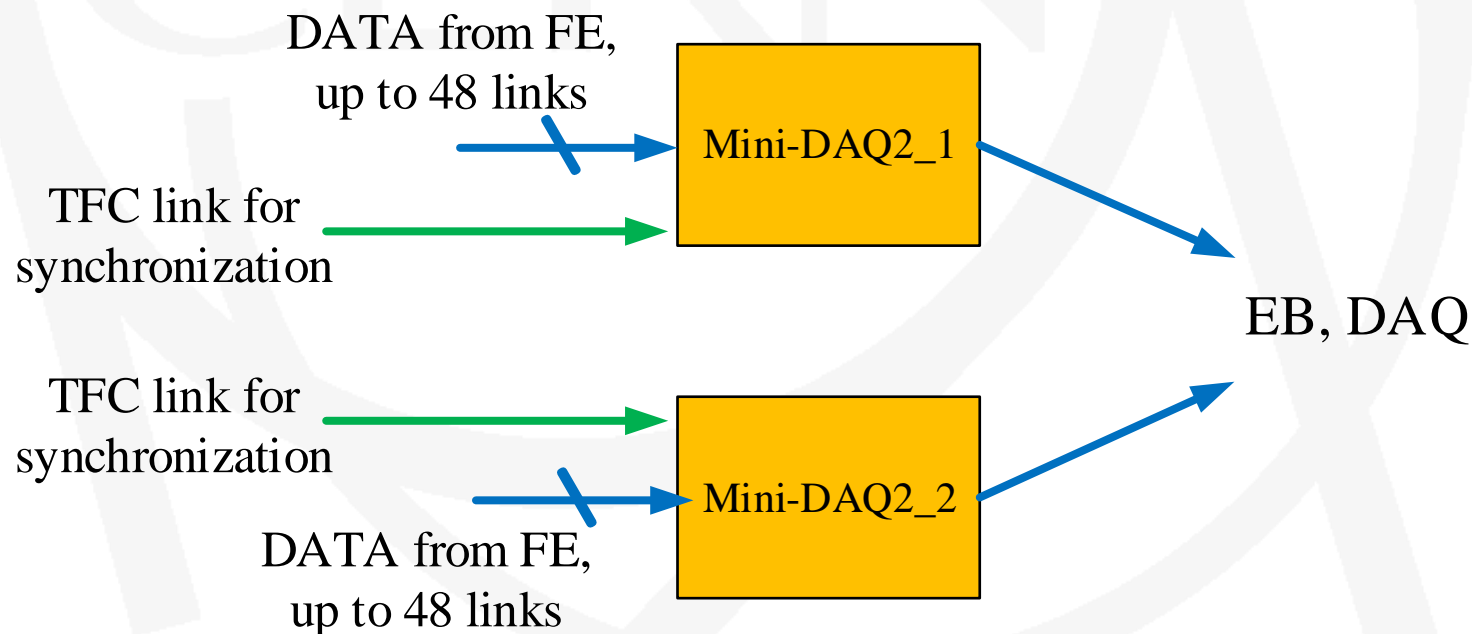 DATA from FE,
up to 48 links
Mini-DAQ2_1
TFC link for
synchronization
EB, DAQ
TFC link for
synchronization
Mini-DAQ2_2
DATA from FE,
up to 48 links